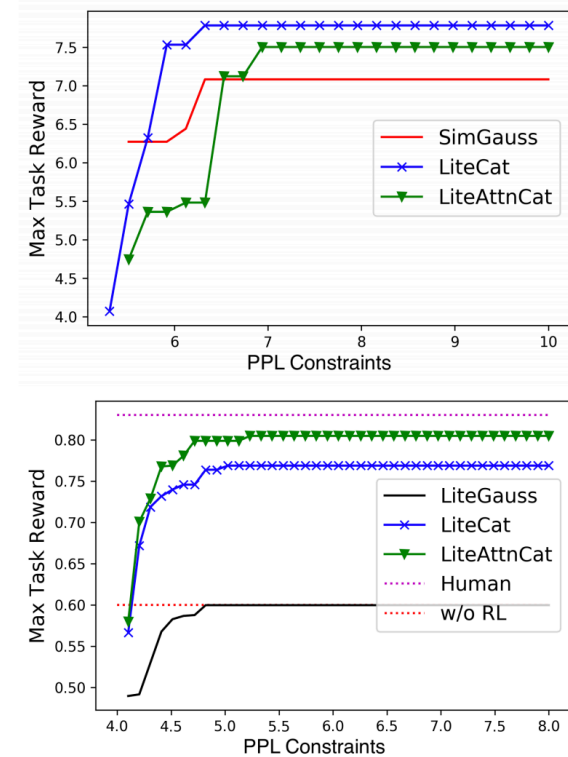 Max Task Reward
7.5
7.0
6.5
6.0
5.5
5.0
4.5
4.0
SimGauss
LiteCat
LiteAttnCat
6 7 8 9 10
PPL Constraints
Max Task Reward
0.80
0.75
0.70
0.65
0.60
0.55
0.50
LiteGauss
LiteCat
LiteAttnCat
Human
w/o RL
4.0 4.5 5.0 5.5 6.0 6.5 7.0 7.5 8.0
PPL Constraints